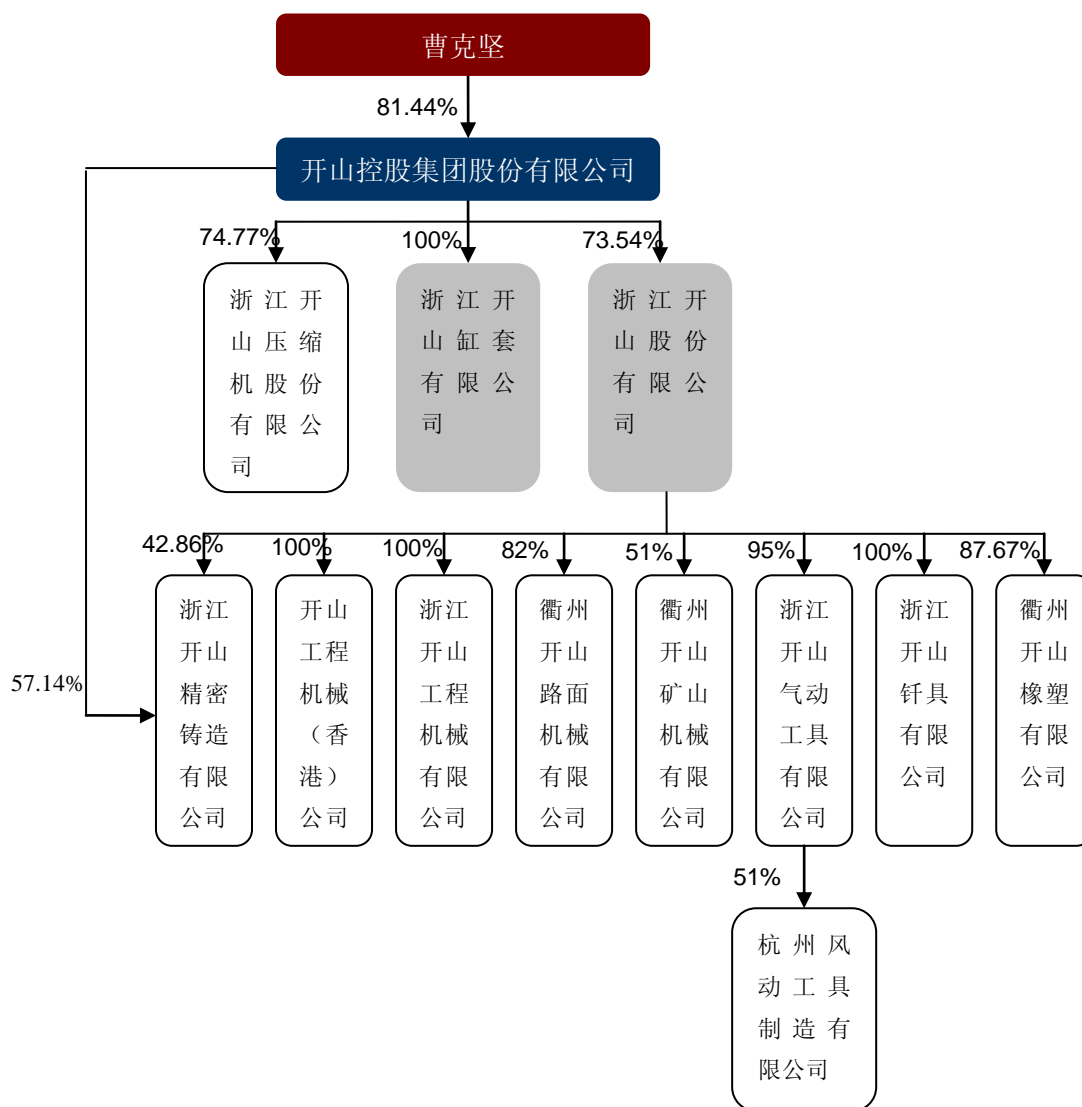 曹克坚
81.44%
开山控股集团股份有限公司
74.77%
100%
73.54%
浙江开
山压缩
机股份
有限公
司
浙江开
山缸套
有限公
司
浙江开
山股份
有限公
司
42.86%
100%
100%
82%
51%
95%
100%
87.67%
57.14%
浙江
开山
精密
铸造
有限
公司
开山
工程
机械
（香
港）
公司
浙江
开山
工程
机械
有限
公司
衢州
开山
路面
机械
有限
公司
衢州
开山
矿山
机械
有限
公司
浙江
开山
气动
工具
有限
公司
浙江
开山
钎具
有限
公司
衢州
开山
橡塑
有限
公司
51%
杭州风
动工具
制造有
限公司